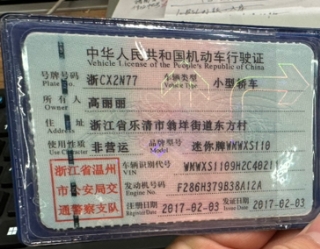 中华人民共和国机动车行驶证
Vehicle License of the People's Republic of China
号牌号码 浙CX2N77 车辆类型 小型轿车
Plate No. Vehicle Type
所有人 高丽丽
Owner
住址 浙江省乐清市翁垟街道东方村
Address
使用性质 非营运 品牌型号 迷你牌WMWXS110
Use Character Model
浙江省温州市公安局交通警察支队
车辆识别代号
VIN
发动机号码 F286H379B38A12A
Engine No.
注册日期 2017-02-03 发证日期 2017-02-03
Register Date Issue Date